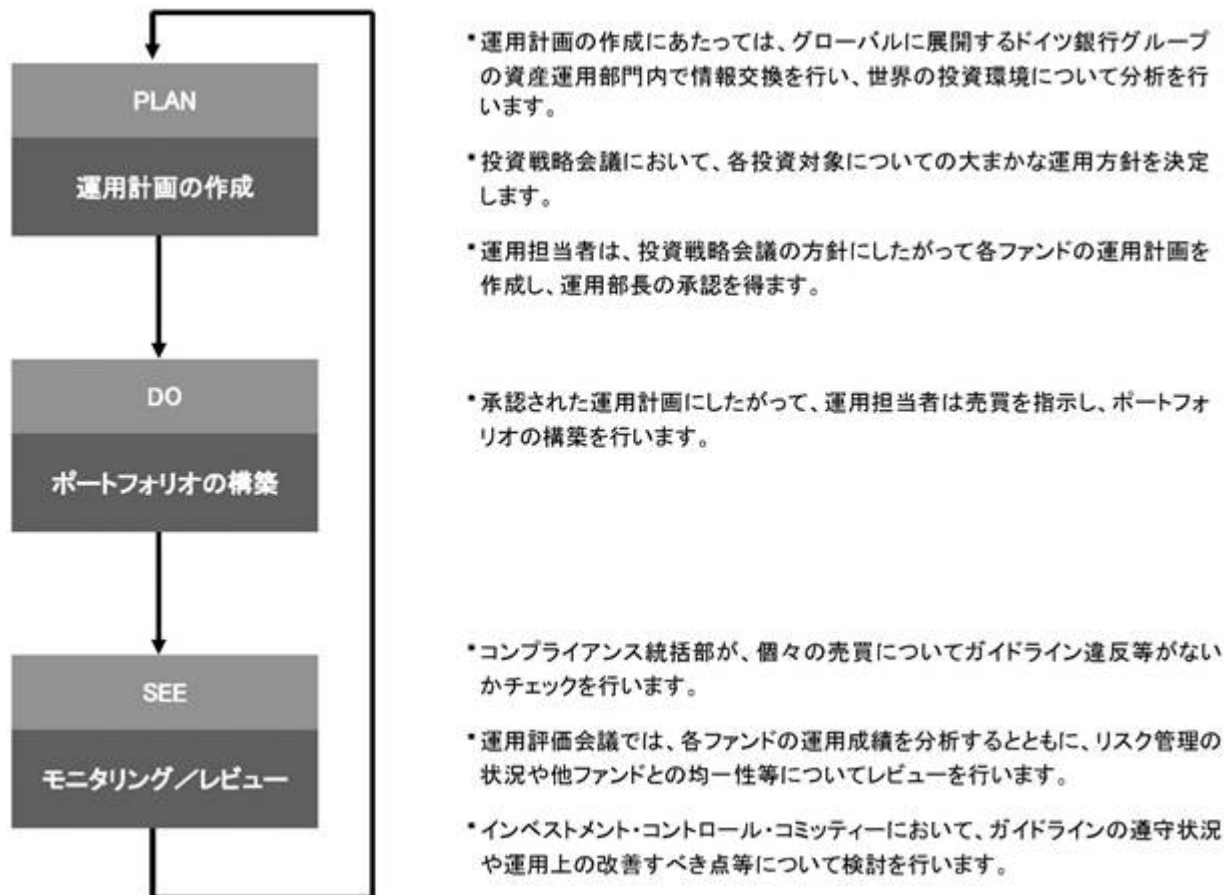 PLAN
運用計画の作成
・運用計画の作成にあたっては、グローバルに展開するドイツ銀行グループ
の資産運用部門内で情報交換を行い、世界の投資環境について分析を行
います。
・投資戦略会議において、各投資対象についての大まかな運用方針を決定
します。
・運用担当者は、投資戦略会議の方針にしたがって各ファンドの運用計画を
作成し、運用部長の承認を得ます。
DO
ポートフォリオの構築
・承認された運用計画にしたがって、運用担当者は売買を指示し、ポートフォ
リオの構築を行います。
SEE
モニタリング／レビュー
・コンプライアンス統括部が、個々の売買についてガイドライン違反等がない
かチェックを行います。
・運用評価会議では、各ファンドの運用成績を分析するとともに、リスク管理の
状況や他ファンドとの均一性等についてレビューを行います。
・インベストメント・コントロール・コミッティーにおいて、ガイドラインの遵守状況
や運用上の改善すべき点等について検討を行います。